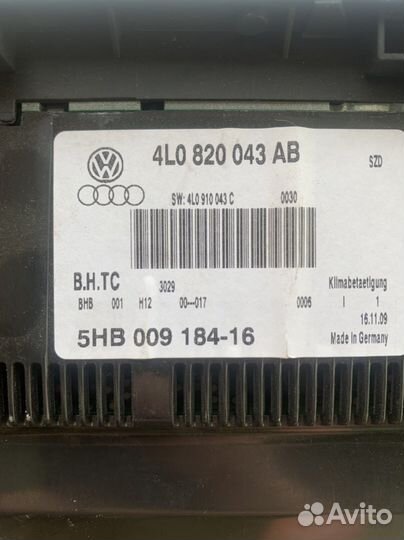 4L0 820 043 AB
SZD
SW: 4L0 910 043 C 0030
B.H.TC 3029 Klimabetaetigung
BHB 001 H12 00---017 0006 I 1
16.11.09
5HB 009 184-16 Made in Germany
Avito